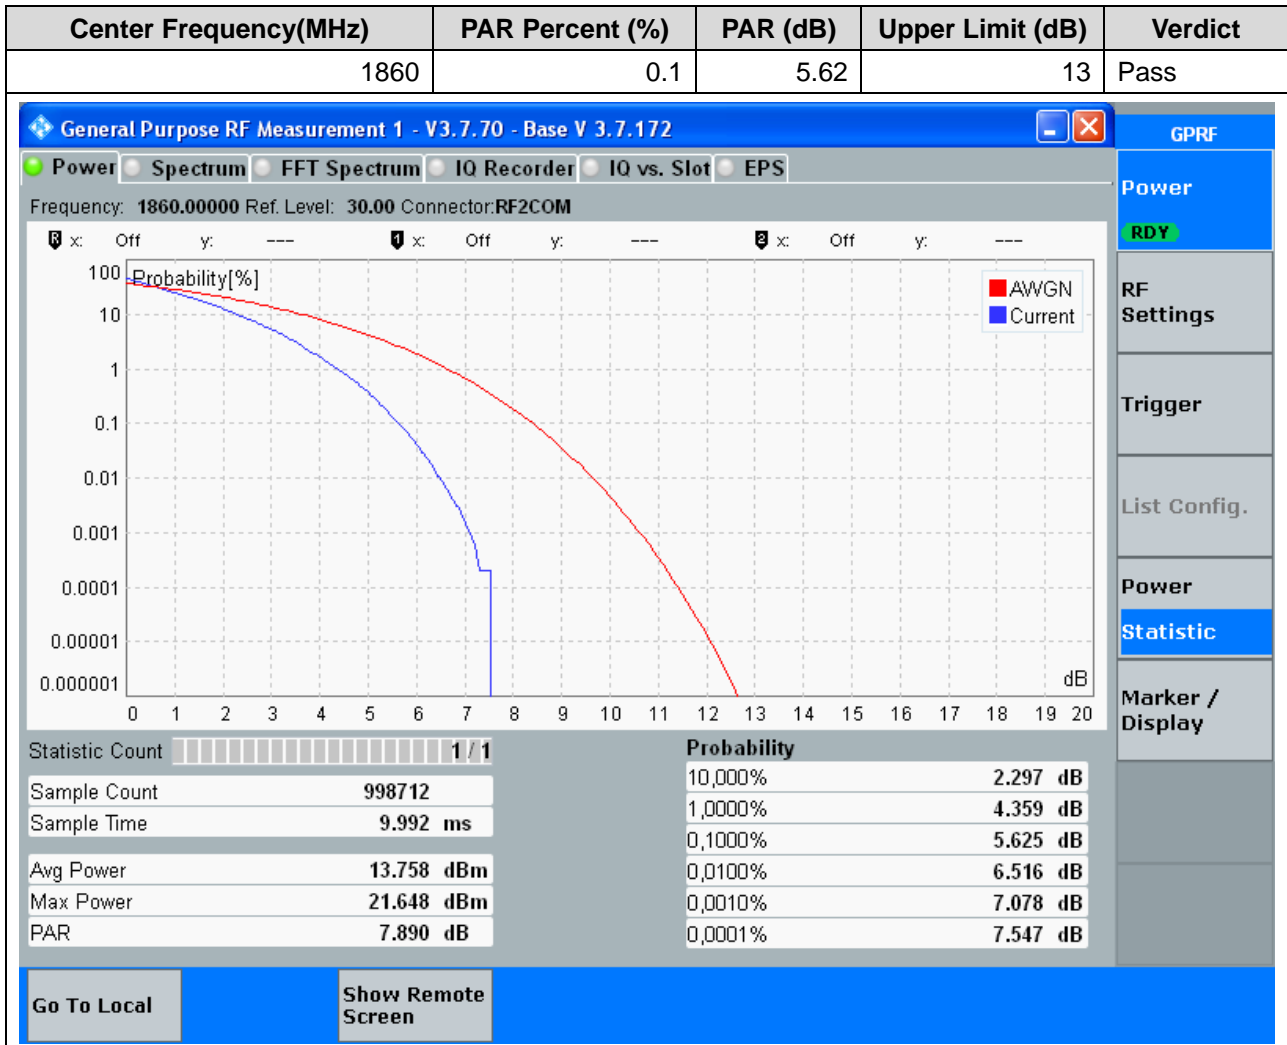 Center Frequency(MHz) PAR Percent (%) PAR (dB) Upper Limit (dB) Verdict
1860 0.1 5.62 13 Pass
General Purpose RF Measurement 1 - V3.7.70 - Base V 3.7.172
GPRF
Power Spectrum FFT Spectrum IQ Recorder IQ vs. Slot EPS
Frequency: 1860.00000 Ref. Level: 30.00 Connector:RF2COM
R x: Off y: --- 1 x: Off y: --- 2 x: Off y: ---
Probability[%]
100
10
1
0.1
0.01
0.001
0.0001
0.00001
0.000001
AWGN
Current
dB
0 1 2 3 4 5 6 7 8 9 10 11 12 13 14 15 16 17 18 19 20
Statistic Count 1 / 1
Sample Count 998712
Sample Time 9.992 ms
Avg Power 13.758 dBm
Max Power 21.648 dBm
PAR 7.890 dB
Probability
10,000% 2.297 dB
1,0000% 4.359 dB
0,1000% 5.625 dB
0,0100% 6.516 dB
0,0010% 7.078 dB
0,0001% 7.547 dB
Power
RDY
RF
Settings
Trigger
List Config.
Power
Statistic
Marker /
Display
Go To Local
Show Remote
Screen